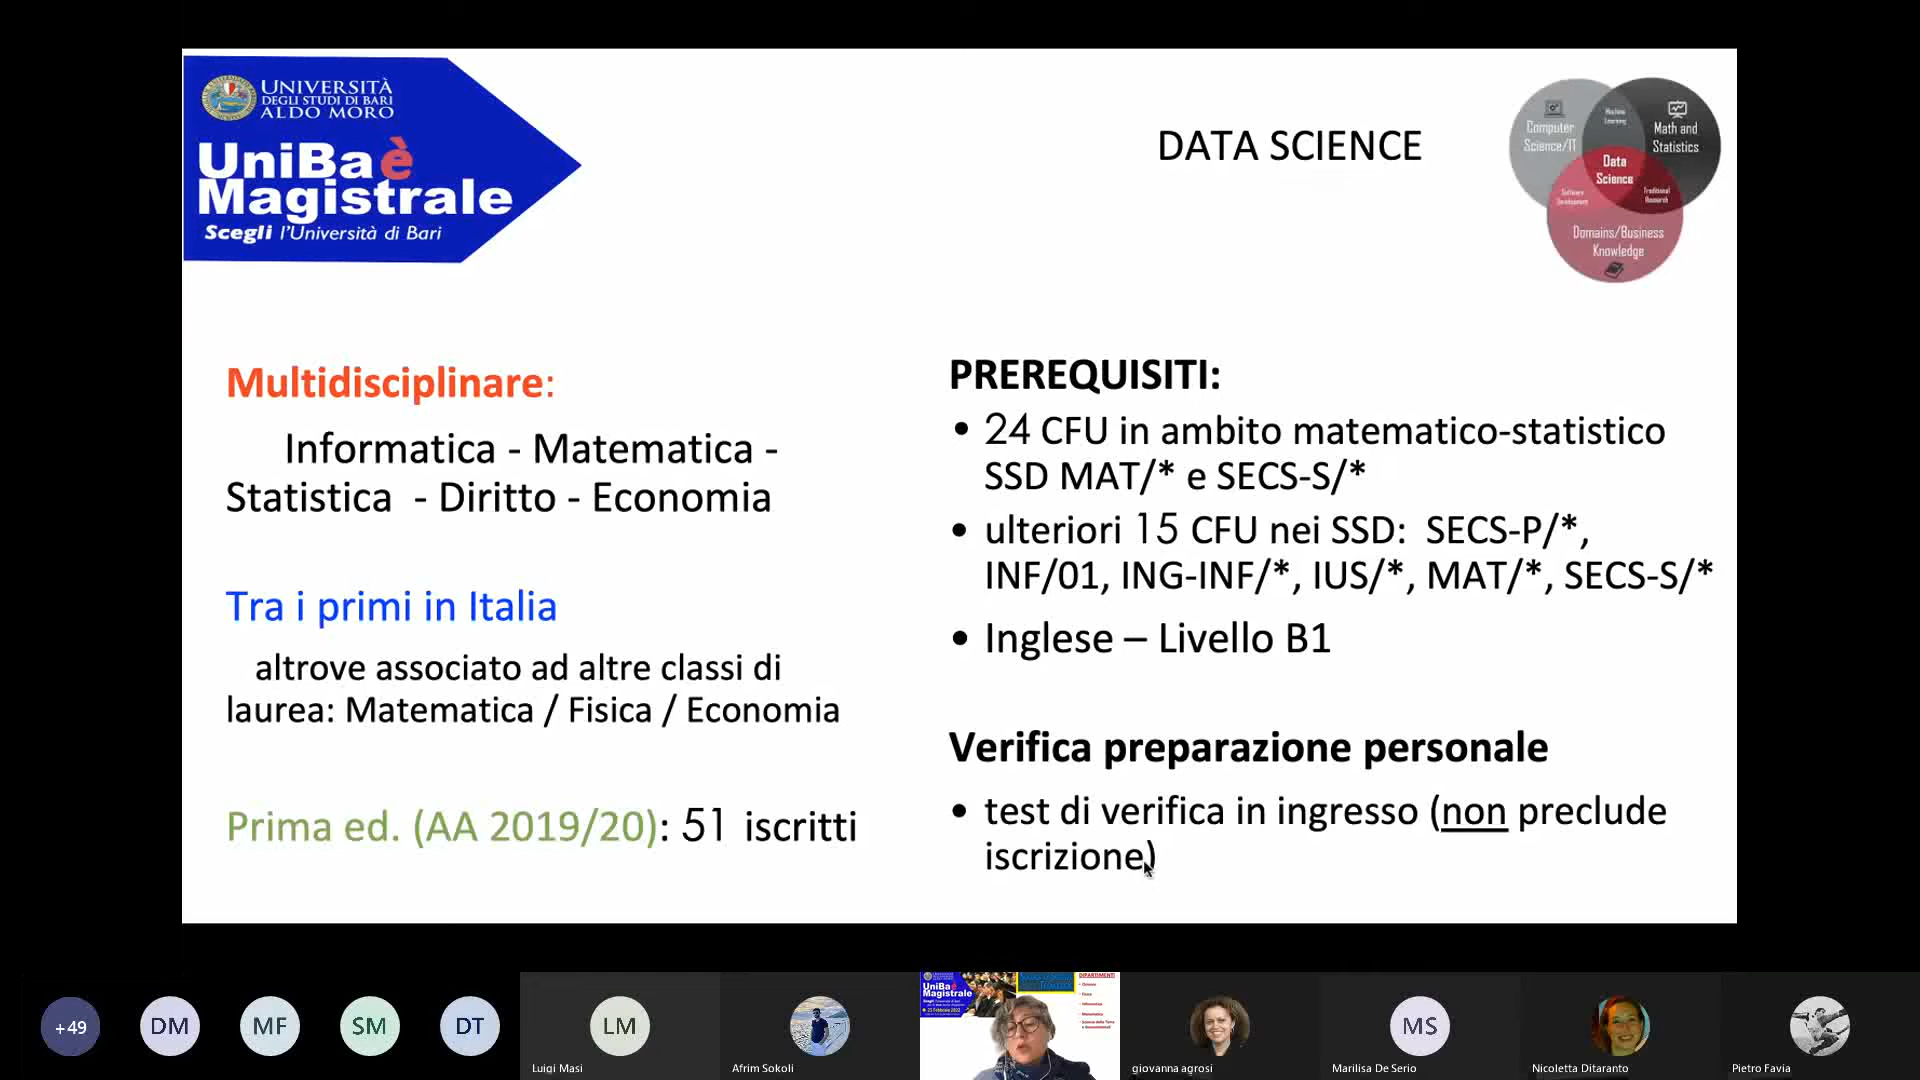 UNIVERSITÀ
DEGLI STUDI DI BARI
ALDO MORO
UniBa è
Magistrale
Scegli l'Università di Bari
DATA SCIENCE
Computer
Science/IT
Machine
Learning
Math and
Statistics
Data
Science
Software
Development
Traditional
Research
Domains/Business
Knowledge
Multidisciplinare:
Informatica - Matematica -
Statistica - Diritto - Economia
Tra i primi in Italia
altrove associato ad altre classi di
laurea: Matematica / Fisica / Economia
Prima ed. (AA 2019/20): 51 iscritti
PREREQUISITI:
• 24 CFU in ambito matematico-statistico
SSD MAT/* e SECS-S/*
• ulteriori 15 CFU nei SSD: SECS-P/*,
INF/01, ING-INF/*, IUS/*, MAT/*, SECS-S/*
• Inglese – Livello B1
Verifica preparazione personale
• test di verifica in ingresso (non preclude
iscrizione)
+49
DM
MF
SM
DT
LM
Luigi Masi
Afrim Sokoli
UniBa è
Magistrale
DIPARTIMENTI
giovanna agrosi
MS
Marilisa De Serio
Nicoletta Ditaranto
Pietro Favia